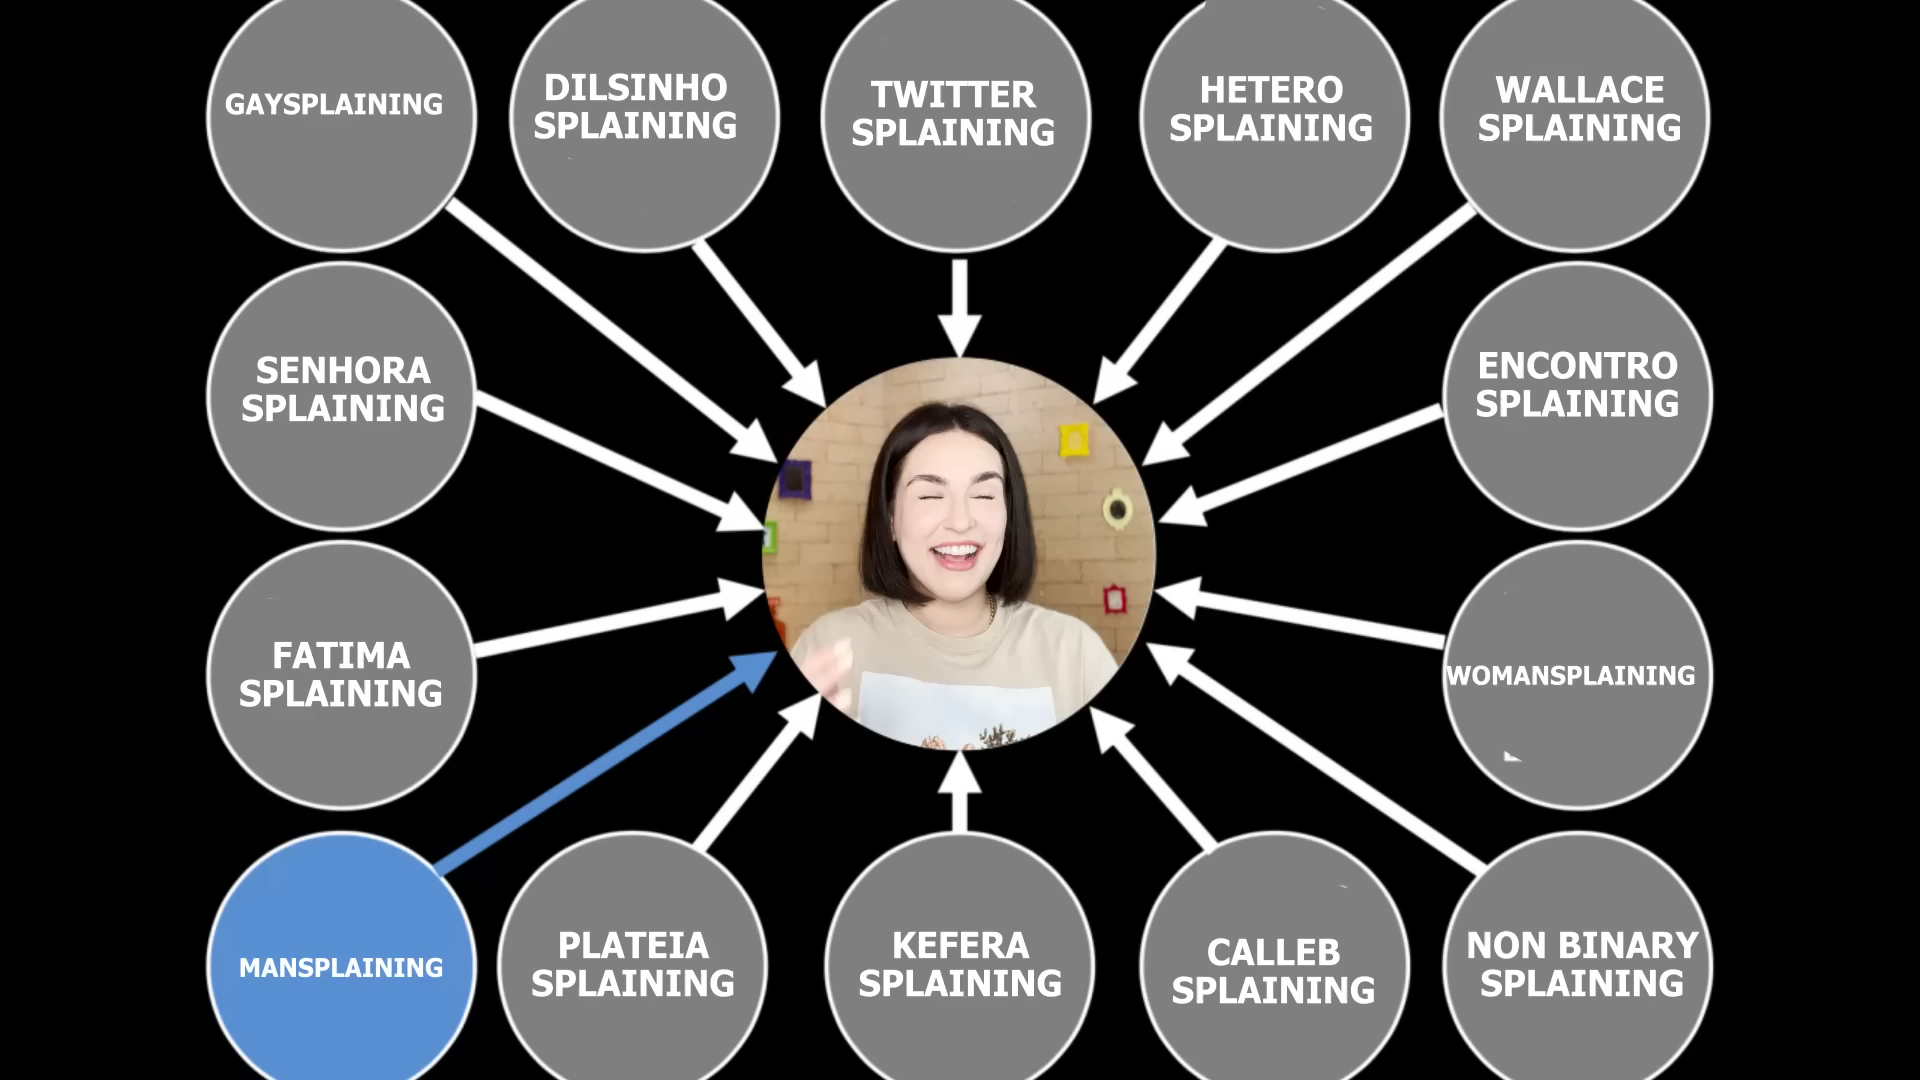 GAYSPLAINING
DILSINHO
SPLAINING
TWITTER
SPLAINING
HETERO
SPLAINING
WALLACE
SPLAINING
SENHORA
SPLAINING
ENCONTRO
SPLAINING
FATIMA
SPLAINING
WOMANSPLAINING
MANSPLAINING
PLATEIA
SPLAINING
KEFERA
SPLAINING
CALLEB
SPLAINING
NON BINARY
SPLAINING